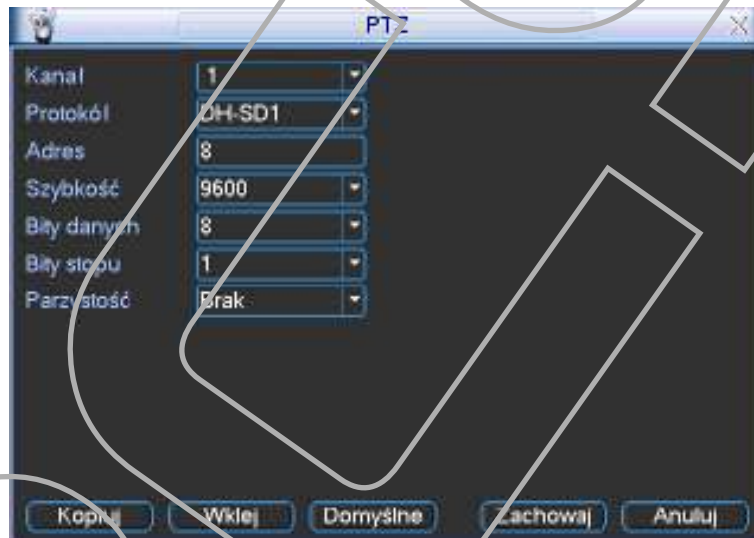 PTZ
Kanał 1
Protokół DH-SD1
Adres 8
Szybkość 9600
Bity danych 8
Bity stopu 1
Parzystość Brak
Kopiuj Wklej Domyślne Zachowaj Anuluj